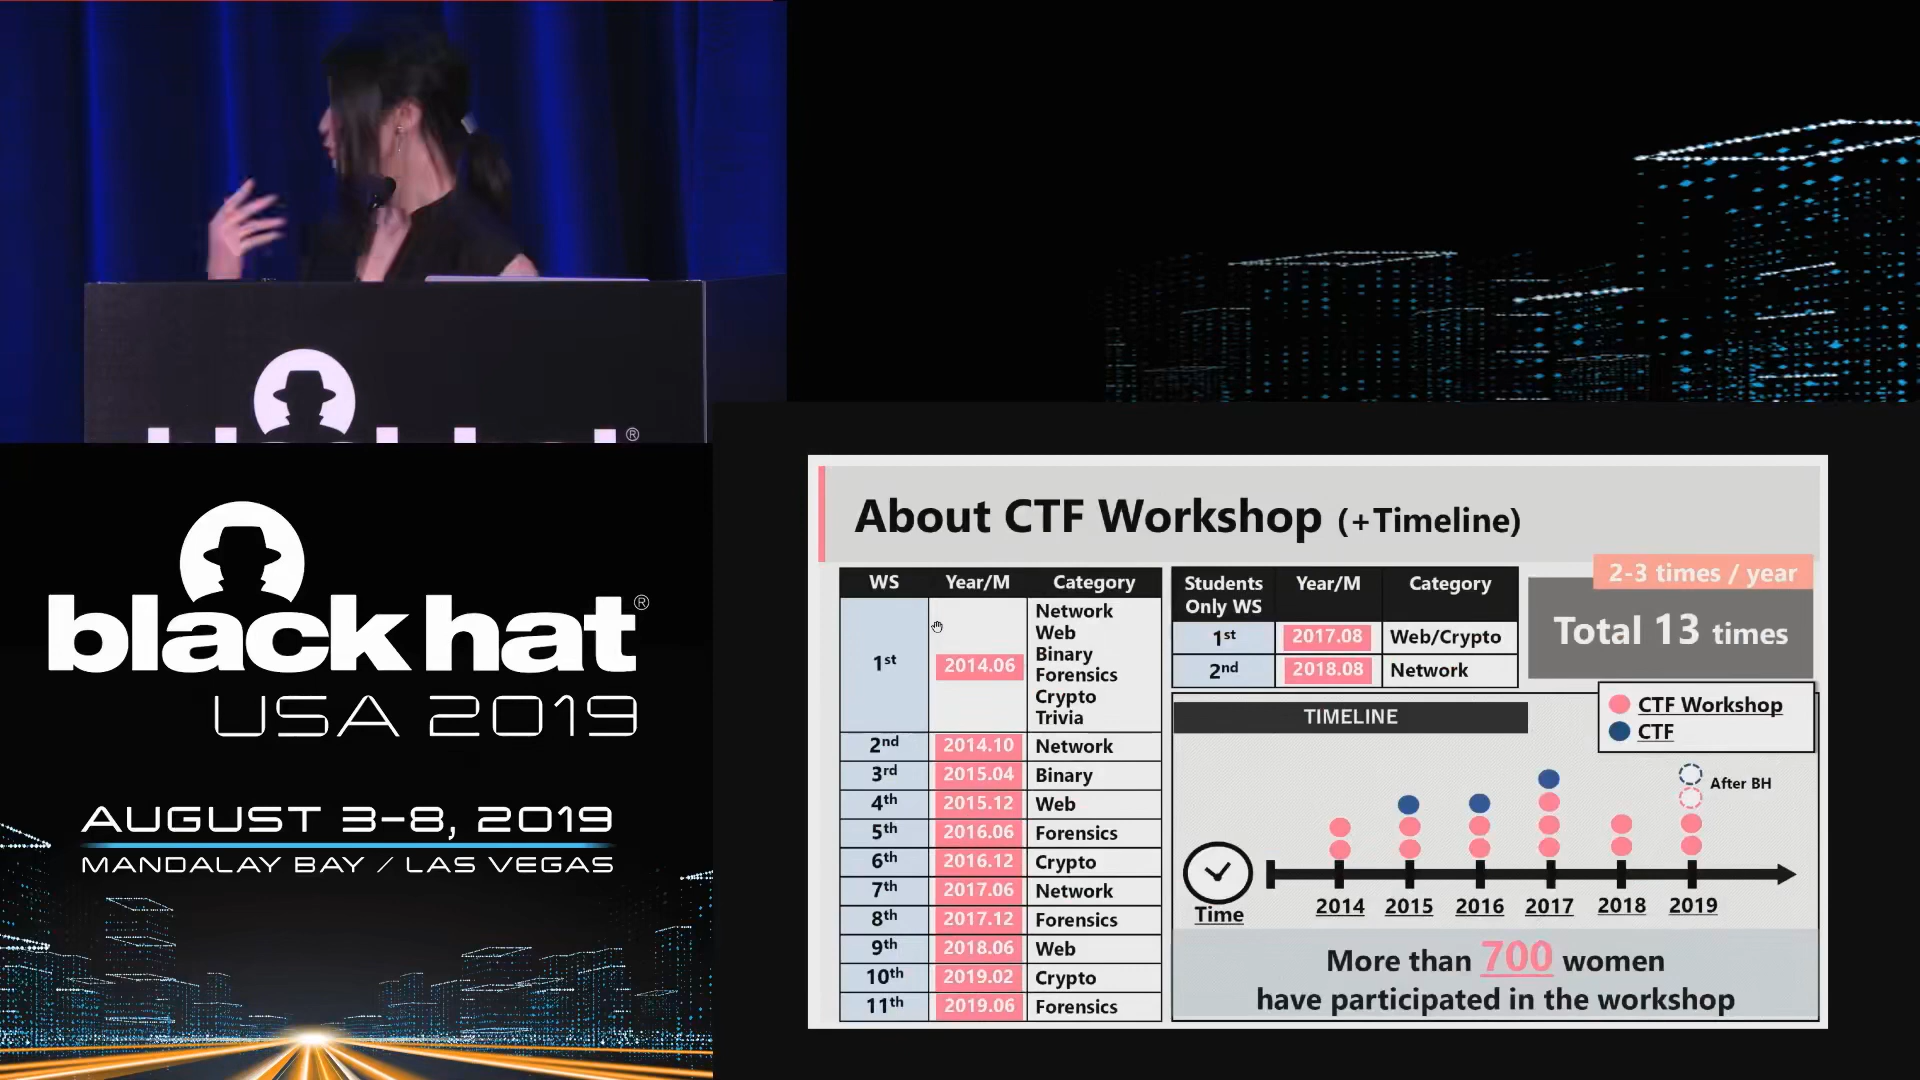 ®
black hat®
USA 2019
AUGUST 3-8, 2019
MANDALAY BAY / LAS VEGAS
About CTF Workshop (+Timeline)
WS Year/M Category
1st 2014.06 Network
Web
Binary
Forensics
Crypto
Trivia
2nd 2014.10 Network
3rd 2015.04 Binary
4th 2015.12 Web
5th 2016.06 Forensics
6th 2016.12 Crypto
7th 2017.06 Network
8th 2017.12 Forensics
9th 2018.06 Web
10th 2019.02 Crypto
11th 2019.06 Forensics
Students Only WS Year/M Category
1st 2017.08 Web/Crypto
2nd 2018.08 Network
2-3 times / year
Total 13 times
TIMELINE
CTF Workshop
CTF
After BH
Time
2014 2015 2016 2017 2018 2019
More than 700 women
have participated in the workshop